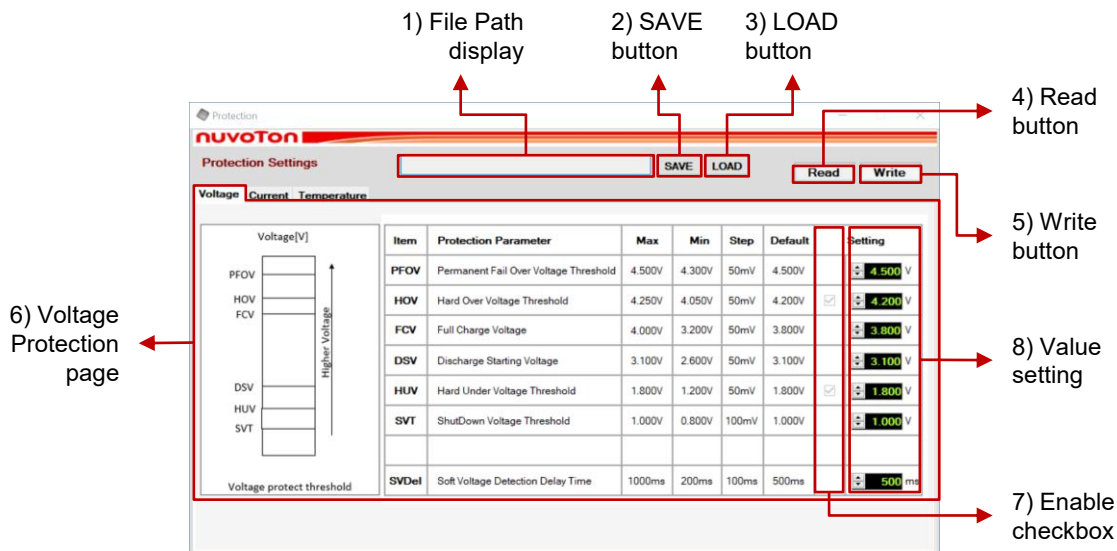 1) File Path
display
2) SAVE
button
3) LOAD
button
4) Read
button
Protection
nuvoTon
Protection Settings
SAVE
LOAD
Read
Write
Voltage Current Temperature
5) Write
button
Voltage[V]
PFOV
HOV
FCV
DSV
HUV
SVT
Higher Voltage
Voltage protect threshold
Item Protection Parameter Max Min Step Default Setting
PFOV Permanent Fail Over Voltage Threshold 4.500V 4.300V 50mV 4.500V 4.500 V
HOV Hard Over Voltage Threshold 4.250V 4.050V 50mV 4.200V 4.200 V
FCV Full Charge Voltage 4.000V 3.200V 50mV 3.800V 3.800 V
DSV Discharge Starting Voltage 3.100V 2.600V 50mV 3.100V 3.100 V
HUV Hard Under Voltage Threshold 1.800V 1.200V 50mV 1.800V 1.800 V
SVT ShutDown Voltage Threshold 1.000V 0.800V 100mV 1.000V 1.000 V
SVDel Soft Voltage Detection Delay Time 1000ms 200ms 100ms 500ms 500 ms
6) Voltage
Protection
page
8) Value
setting
7) Enable
checkbox